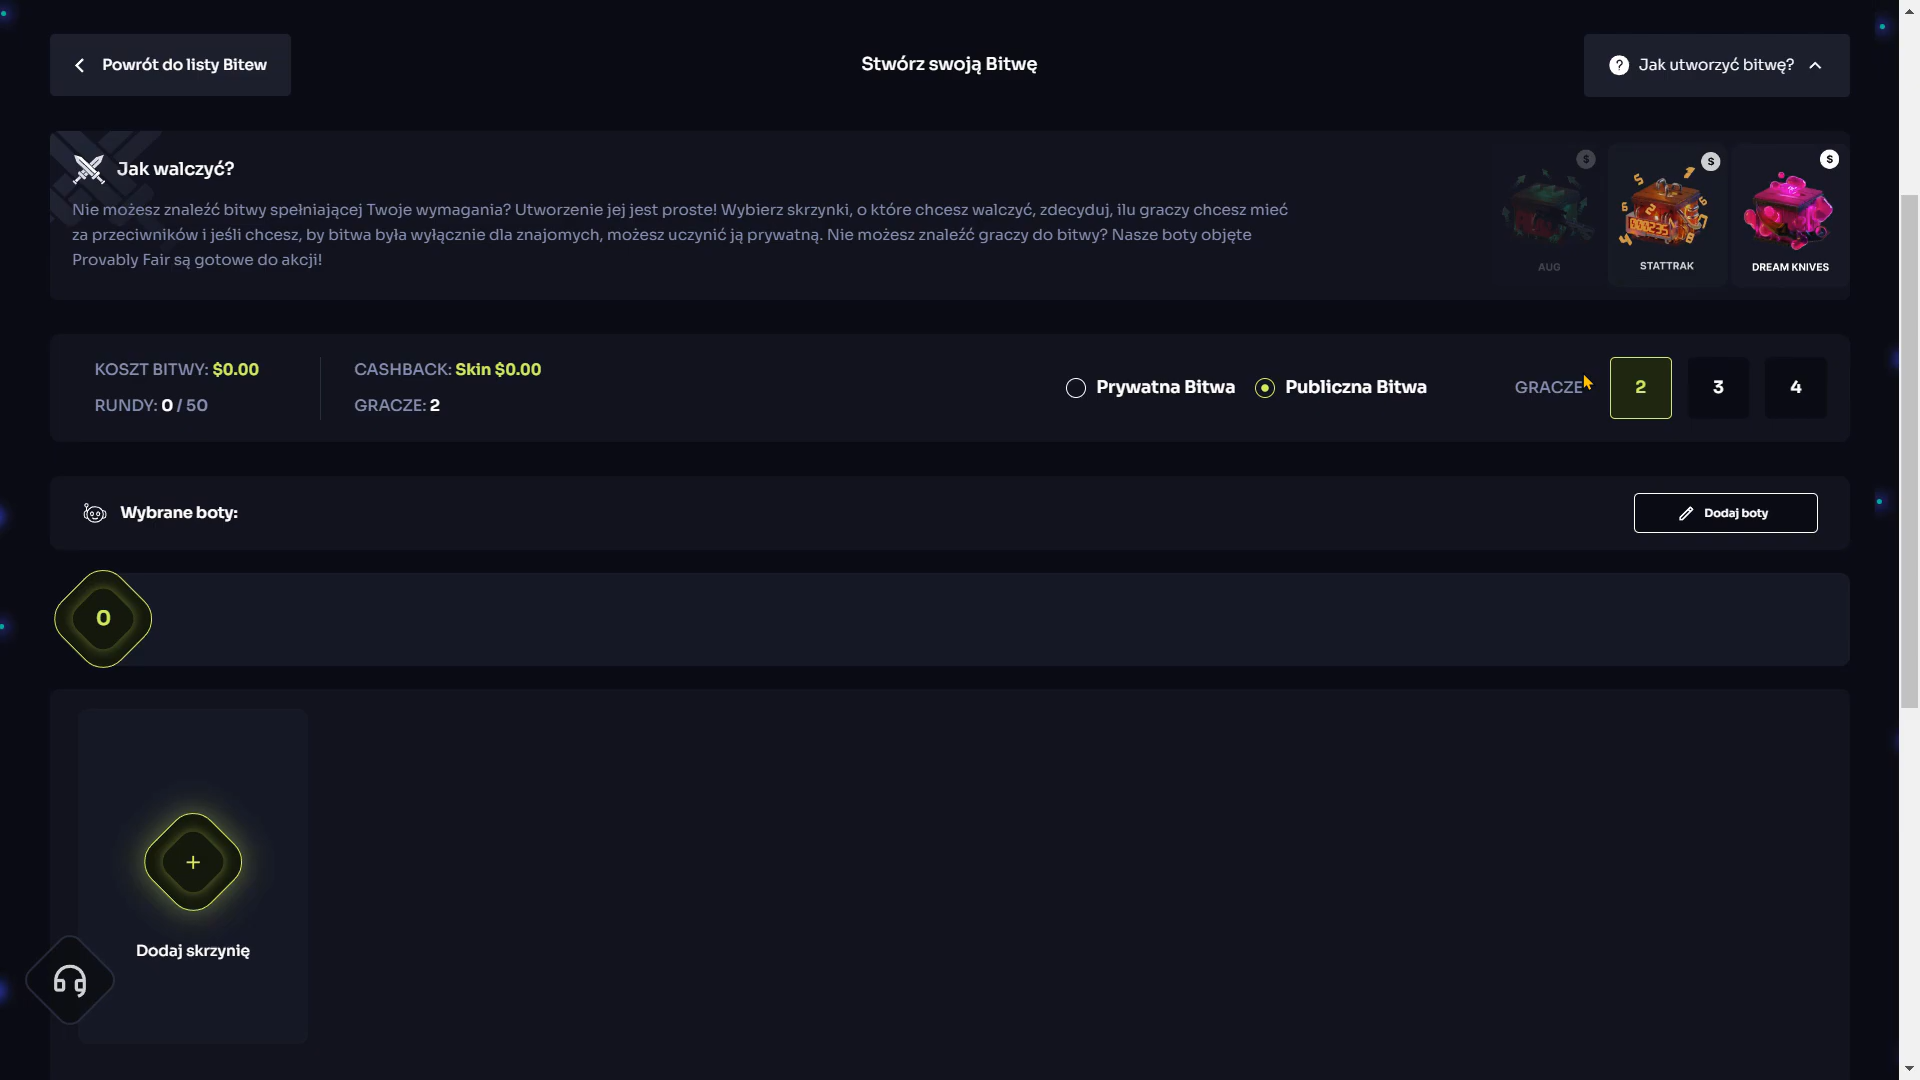 Powrót do listy Bitew
Stwórz swoją Bitwę
? Jak utworzyć bitwę?
Jak walczyć?
Nie możesz znaleźć bitwy spełniającej Twoje wymagania? Utworzenie jej jest proste! Wybierz skrzynki, o które chcesz walczyć, zdecyduj, ilu graczy chcesz mieć
za przeciwników i jeśli chcesz, by bitwa była wyłącznie dla znajomych, możesz uczynić ją prywatną. Nie możesz znaleźć graczy do bitwy? Nasze boty objęte
Provably Fair są gotowe do akcji!
$ $ $
AUG STATTRAK DREAM KNIVES
KOSZT BITWY: $0.00
RUNDY: 0 / 50
CASHBACK: Skin $0.00
GRACZE: 2
Prywatna Bitwa
Publiczna Bitwa
GRACZE
2 3 4
Wybrane boty:
Dodaj boty
0
+
Dodaj skrzynię